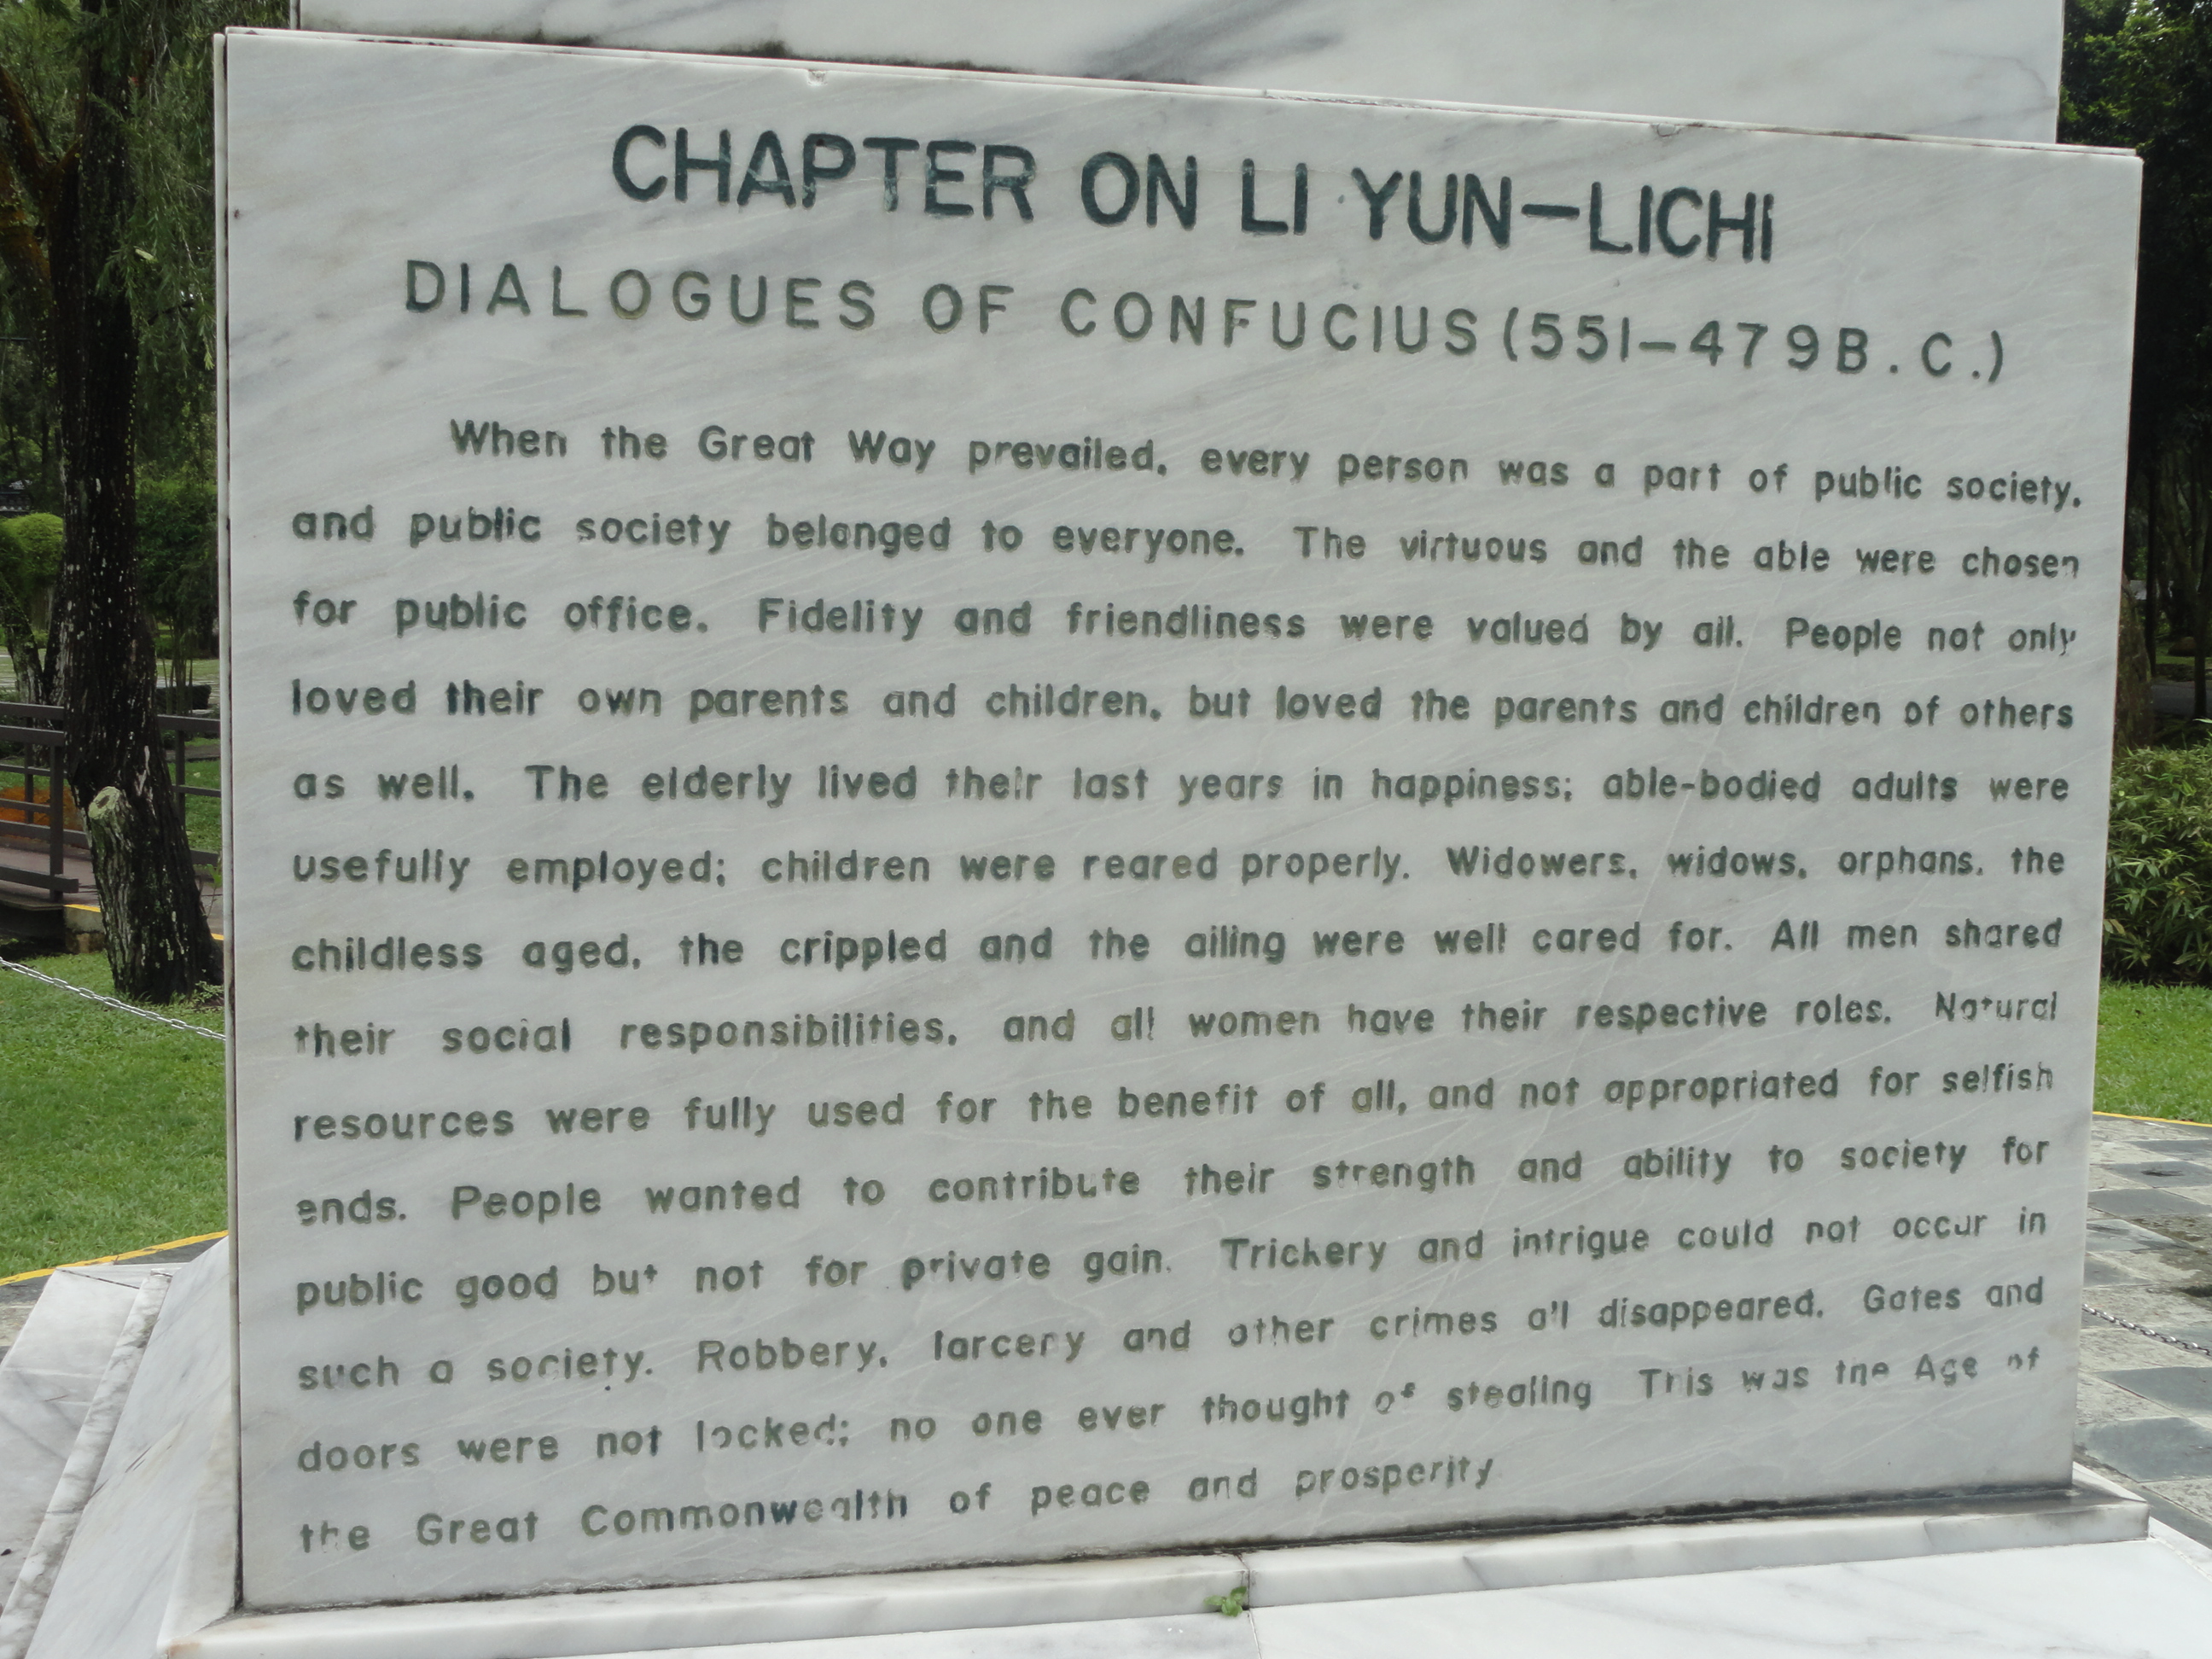 CHAPTER ON LI YUN-LICHI
DIALOGUES OF CONFUCIUS (551-479 B.C.)
When the Great Way prevailed, every person was a part of public society,
and public society belonged to everyone. The virtuous and the able were chosen
for public office. Fidelity and friendliness were valued by all. People not only
loved their own parents and children, but loved the parents and children of others
as well. The elderly lived their last years in happiness; able-bodied adults were
usefully employed; children were reared properly. Widowers, widows, orphans, the
childless aged, the crippled and the ailing were well cared for. All men shared
their social responsibilities, and all women have their respective roles. Natural
resources were fully used for the benefit of all, and not appropriated for selfish
ends. People wanted to contribute their strength and ability to society for
public good but not for private gain. Trickery and intrigue could not occur in
such a society. Robbery, larceny and other crimes all disappeared. Gates and
doors were not locked; no one ever thought of stealing This was the Age of
the Great Commonwealth of peace and prosperity